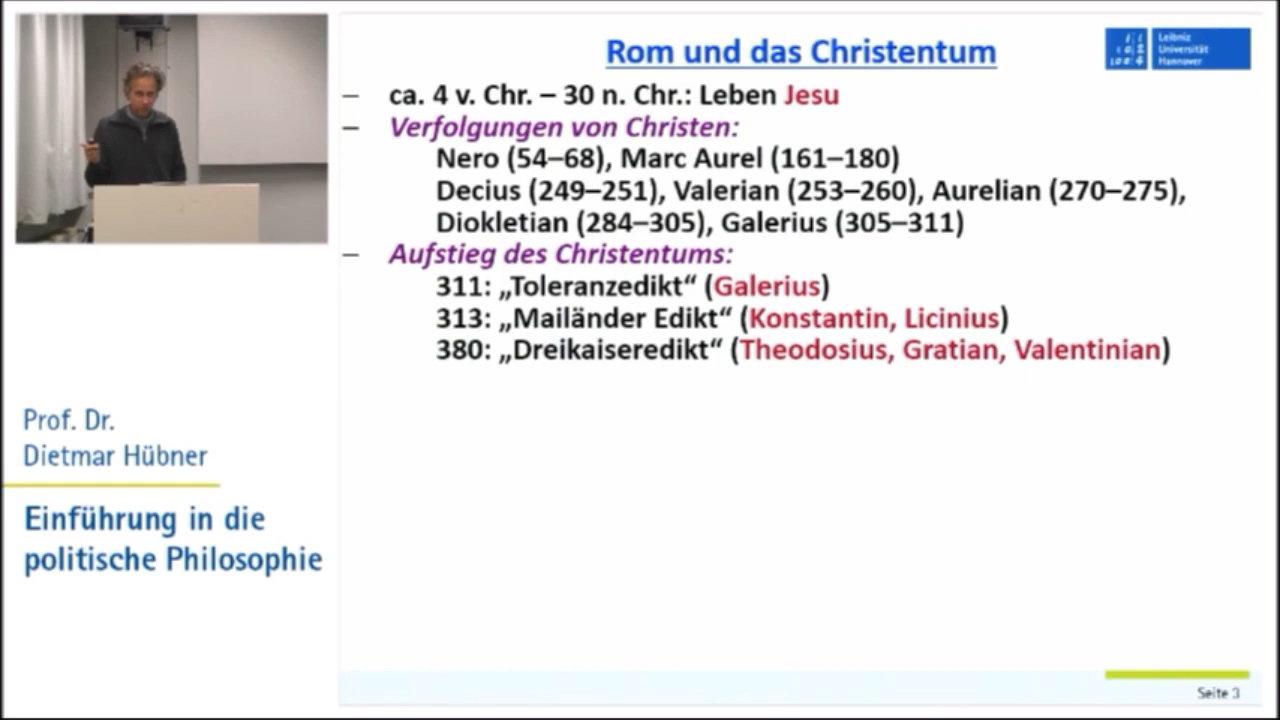 Rom und das Christentum
Leibniz
Universität
Hannover
– ca. 4 v. Chr. – 30 n. Chr.: Leben Jesu
– Verfolgungen von Christen:
Nero (54–68), Marc Aurel (161–180)
Decius (249–251), Valerian (253–260), Aurelian (270–275),
Diokletian (284–305), Galerius (305–311)
– Aufstieg des Christentums:
311: „Toleranzedikt“ (Galerius)
313: „Mailänder Edikt“ (Konstantin, Licinius)
380: „Dreikaiseredikt“ (Theodosius, Gratian, Valentinian)
Prof. Dr.
Dietmar Hübner
Einführung in die
politische Philosophie
Seite 3